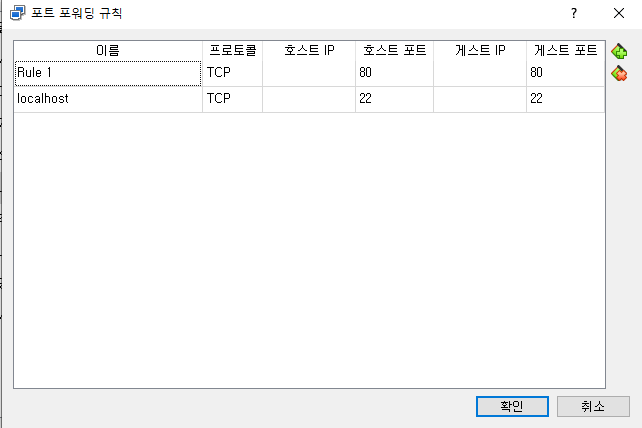 포트 포워딩 규칙 ?
이름 프로토콜 호스트 IP 호스트 포트 게스트 IP 게스트 포트
Rule 1 TCP 80 80
localhost TCP 22 22
확인 취소